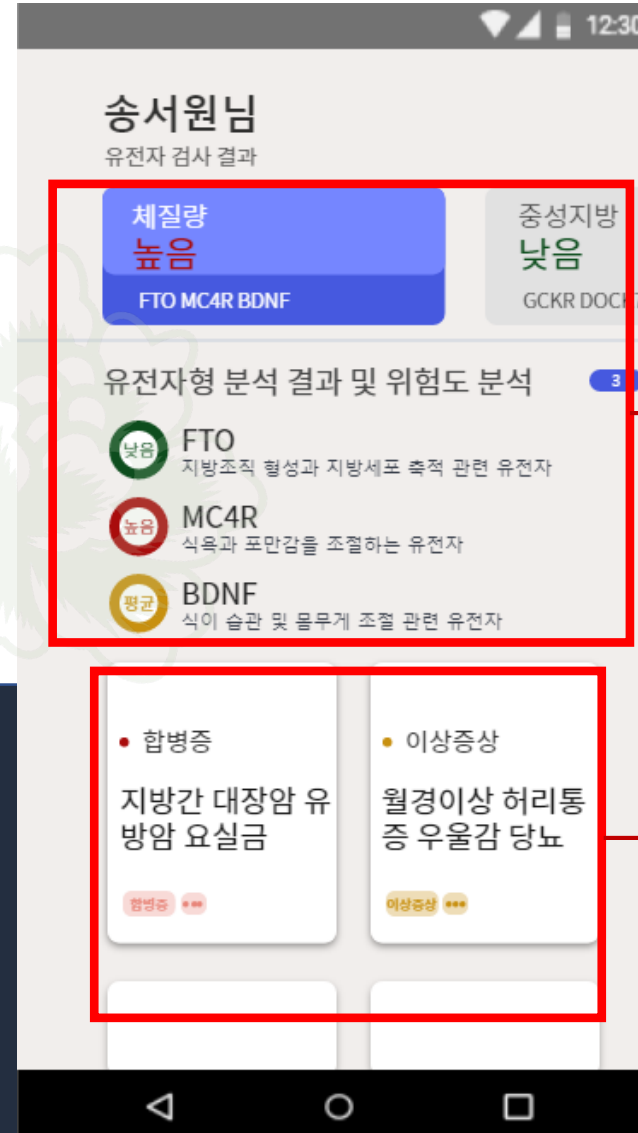 12:30
송서원님
유전자 검사 결과
체질량
높음
FTO MC4R BDNF
중성지방
낮음
GCKR
유전자형 분석 결과 및 위험도 분석
3
낮음
FTO
지방조직 형성과 지방세포 축적 관련 유전자
높음
MC4R
식욕과 포만감을 조절하는 유전자
평균
BDNF
식이 습관 및 몸무게 조절 관련 유전자
합병증
지방간 대장암 유
방암 요실금
합병증
이상증상
월경이상 허리통
증 우울감 당뇨
이상증상